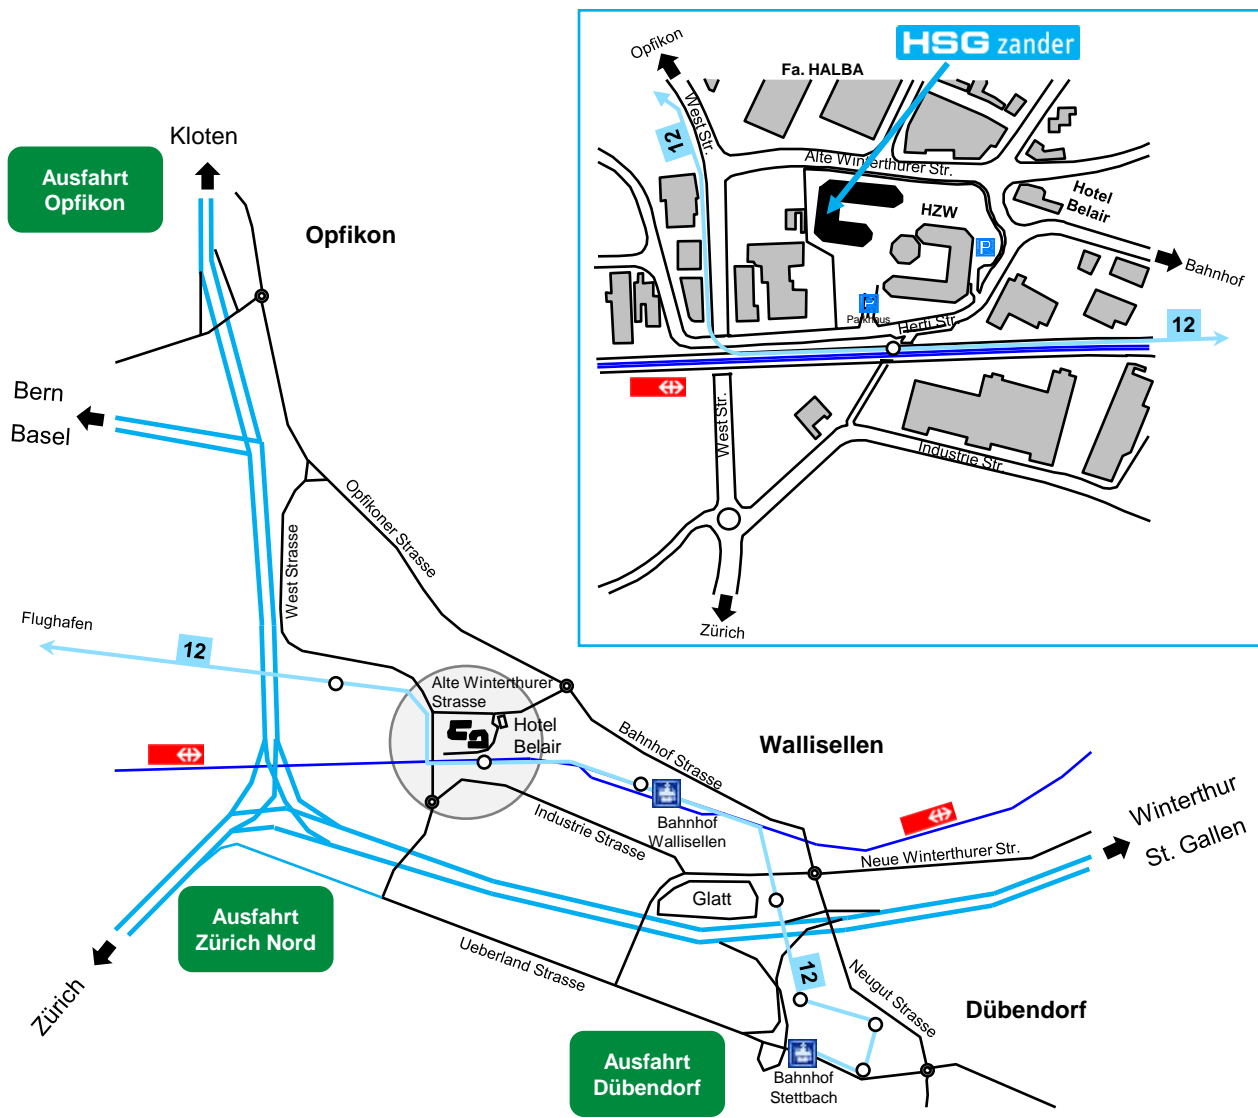 HSG zander
Opfikon
Fa. HALBA
West Str.
12
Alte Winterthurer Str.
Hotel
Belair
HZW
P
Bahnhof
P
Parkhaus
Herti Str.
12
West Str.
Industrie Str.
Zürich
Kloten
Ausfahrt
Opfikon
Opfikon
Bern
Basel
Opfikoner Strasse
West Strasse
Flughafen
12
Alte Winterthurer
Strasse
Hotel
Belair
Bahnhof Strasse
Wallisellen
Bahnhof
Wallisellen
Industrie Strasse
Winterthur
St. Gallen
Neue Winterthurer Str.
Glatt
Ausfahrt
Zürich Nord
Ueberland Strasse
12
Neugut Strasse
Zürich
Dübendorf
Ausfahrt
Dübendorf
Bahnhof
Stettbach